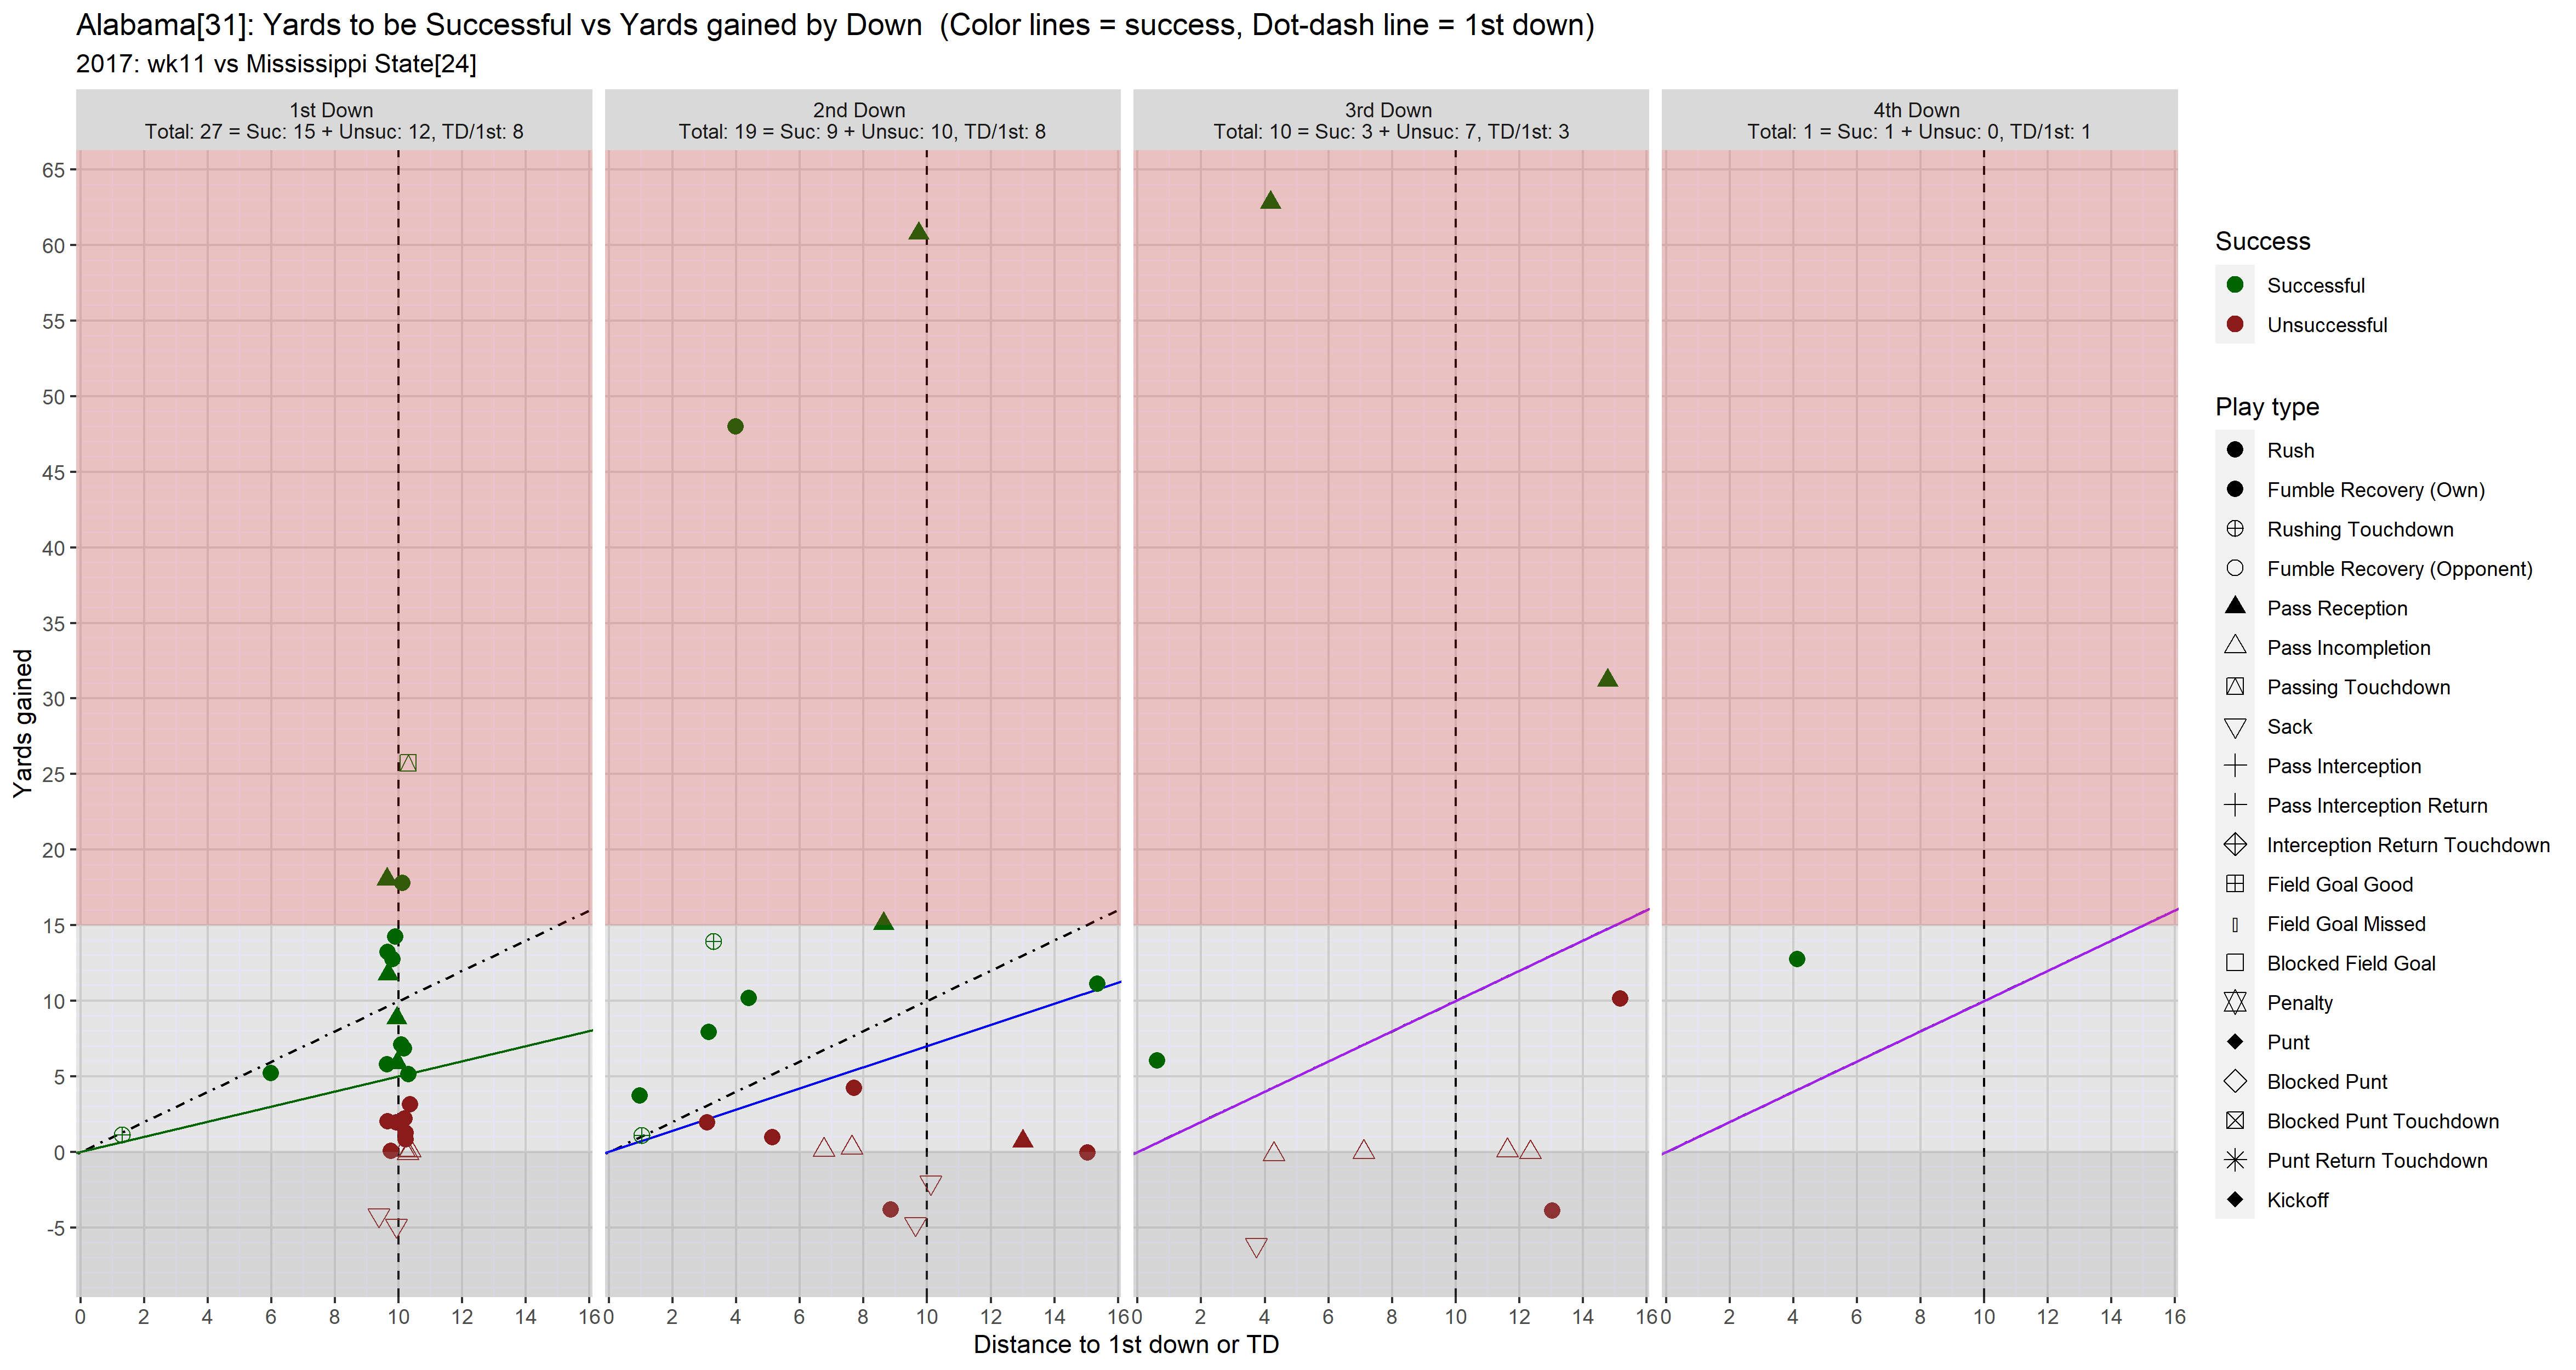 Alabama[31]: Yards to be Successful vs Yards gained by Down  (Color lines = success, Dot-dash line = 1st down)
2017: wk11 vs Mississippi State[24]
1st Down
Total: 27 = Suc: 15 + Unsuc: 12, TD/1st: 8
2nd Down
Total: 19 = Suc: 9 + Unsuc: 10, TD/1st: 8
3rd Down
Total: 10 = Suc: 3 + Unsuc: 7, TD/1st: 3
4th Down
Total: 1 = Suc: 1 + Unsuc: 0, TD/1st: 1
Yards gained
65
60
55
50
45
40
35
30
25
20
15
10
5
0
-5
0 2 4 6 8 10 12 14 16
0 2 4 6 8 10 12 14 16
0 2 4 6 8 10 12 14 16
0 2 4 6 8 10 12 14 16
Distance to 1st down or TD
Success
Successful
Unsuccessful
Play type
Rush
Fumble Recovery (Own)
Rushing Touchdown
Fumble Recovery (Opponent)
Pass Reception
Pass Incompletion
Passing Touchdown
Sack
Pass Interception
Pass Interception Return
Interception Return Touchdown
Field Goal Good
Field Goal Missed
Blocked Field Goal
Penalty
Punt
Blocked Punt
Blocked Punt Touchdown
Punt Return Touchdown
Kickoff